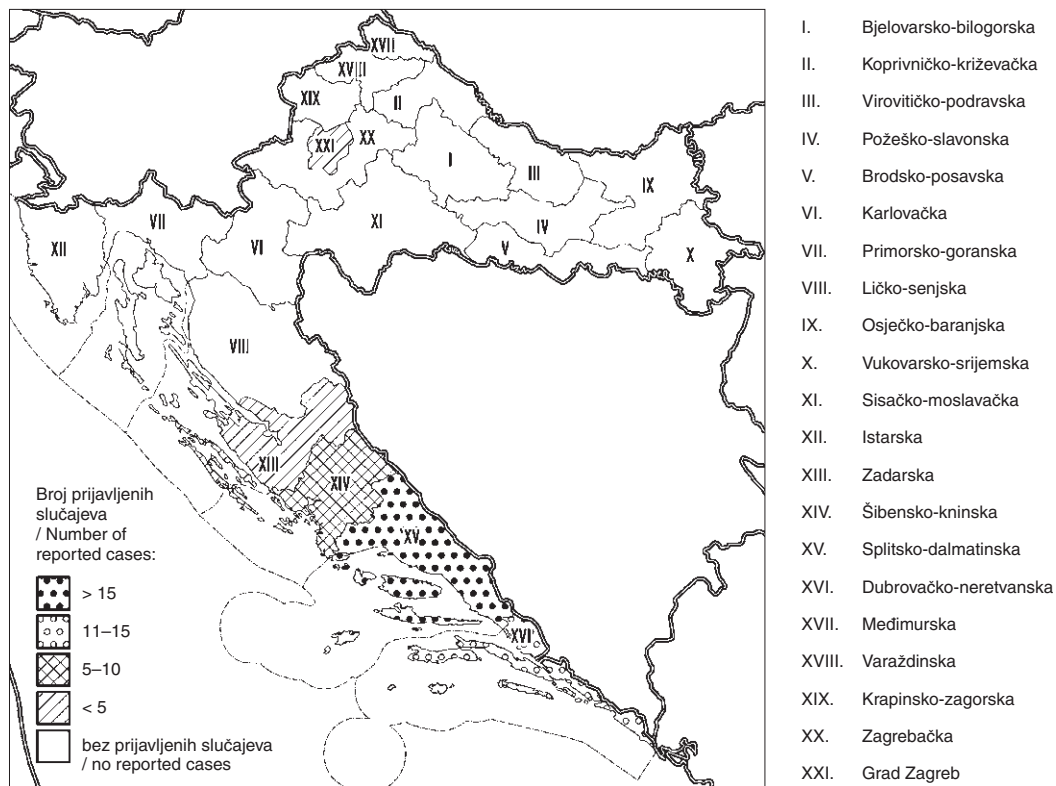 XVII
XVIII
XIX
II
XXI
XX
I
III
IX
VII
XII
VI
XI
IV
V
X
VIII
XIII
XIV
XV
XVI
Broj prijavljenih
slučajeva
/ Number of
reported cases:
> 15
11–15
5–10
< 5
bez prijavljenih slučajeva
/ no reported cases
I. Bjelovarsko-bilogorska
II. Koprivničko-križevačka
III. Virovitičko-podravska
IV. Požeško-slavonska
V. Brodsko-posavska
VI. Karlovačka
VII. Primorsko-goranska
VIII. Ličko-senjska
IX. Osječko-baranjska
X. Vukovarsko-srijemska
XI. Sisačko-moslavačka
XII. Istarska
XIII. Zadarska
XIV. Šibensko-kninska
XV. Splitsko-dalmatinska
XVI. Dubrovačko-neretvanska
XVII. Međimurska
XVIII. Varaždinska
XIX. Krapinsko-zagorska
XX. Zagrebačka
XXI. Grad Zagreb